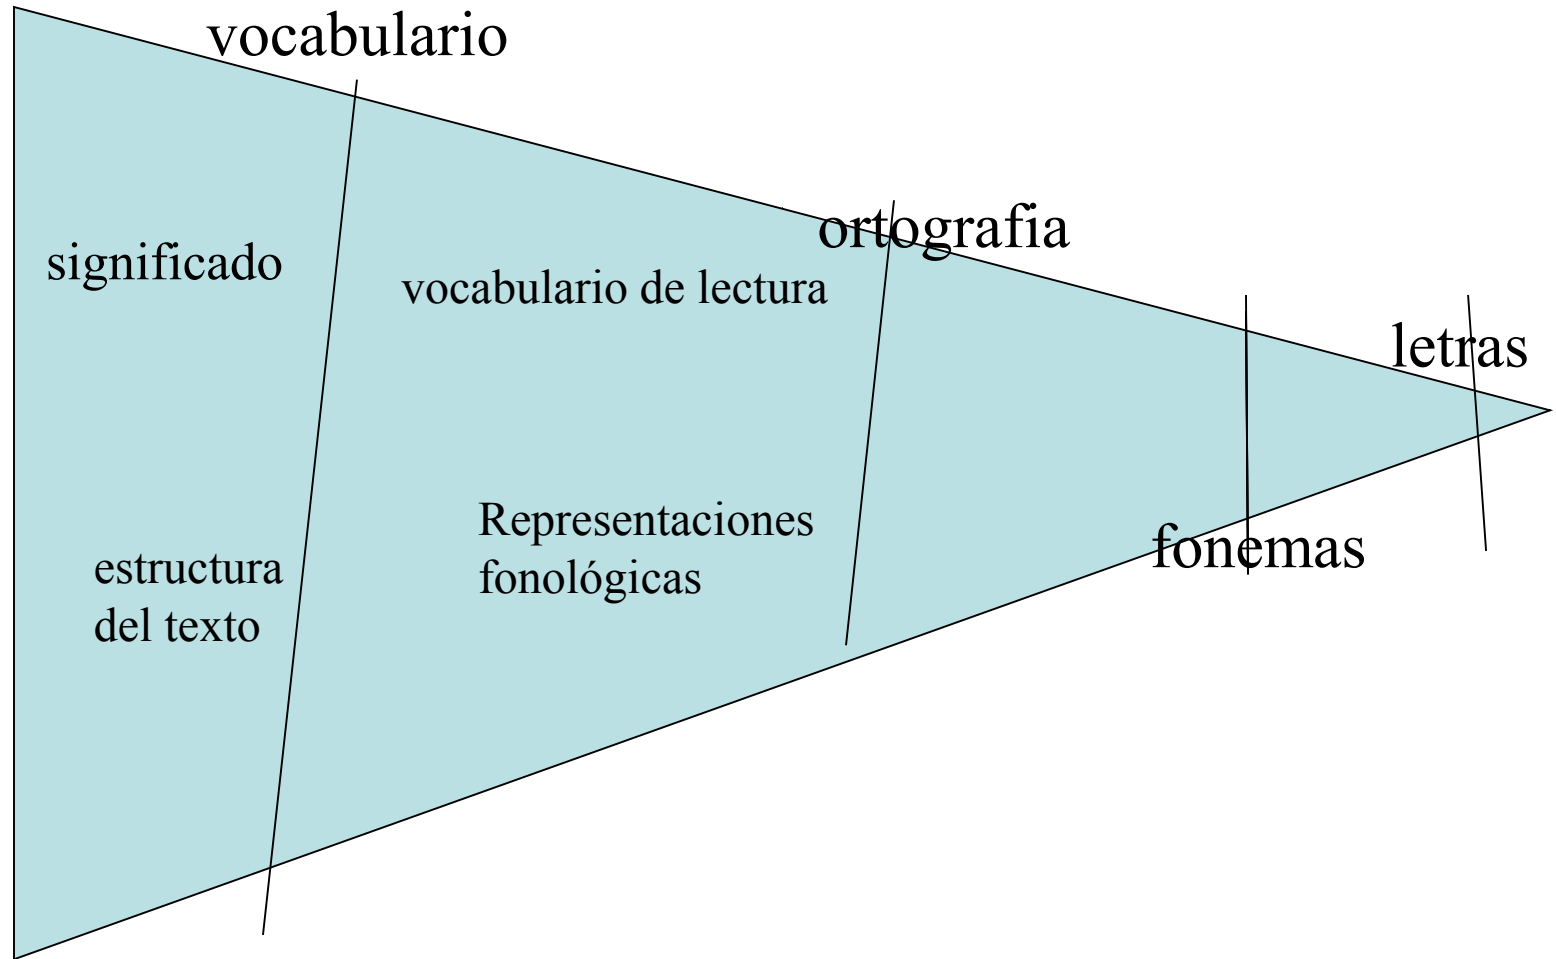 vocabulario
ortografia
significado
vocabulario de lectura
letras
Representaciones
fonológicas
fonemas
estructura
del texto